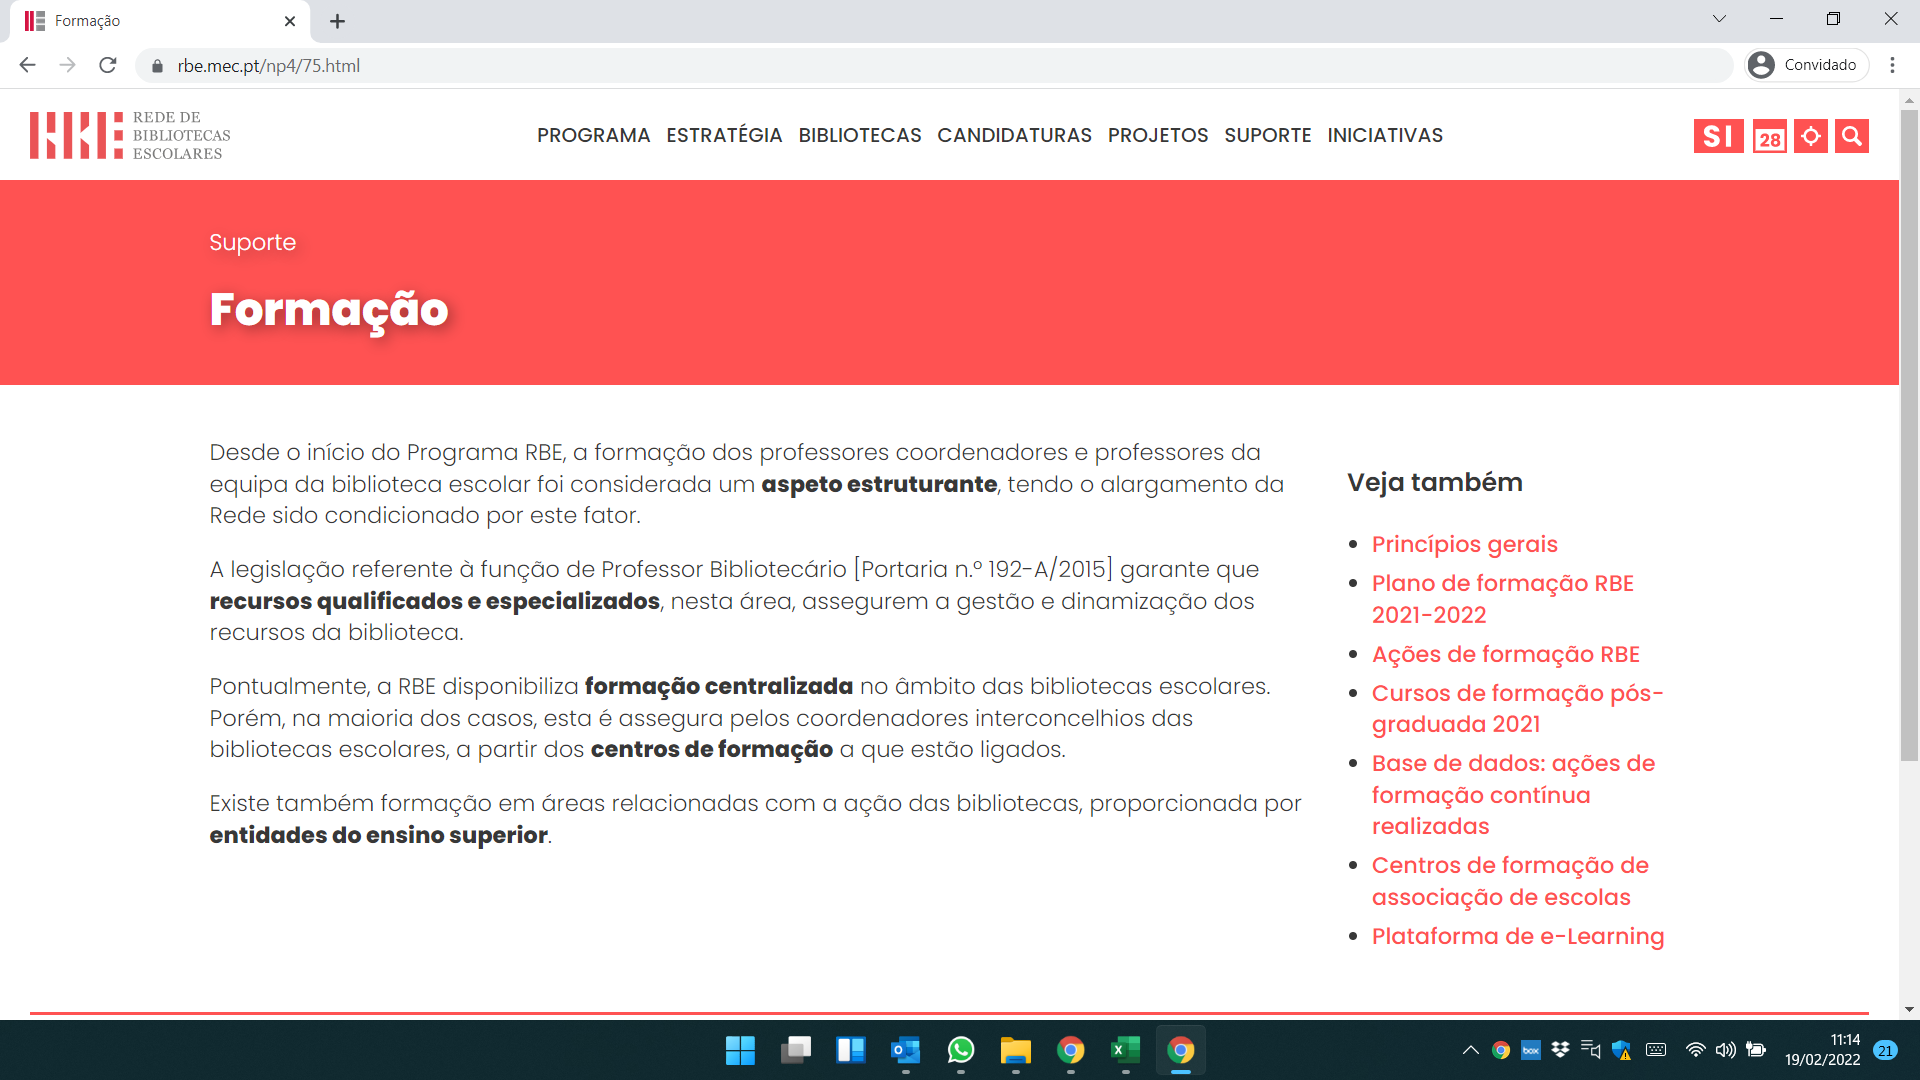 Formação
rbe.mec.pt/np4/75.html
Convidado
REDE DE
BIBLIOTECAS
ESCOLARES
PROGRAMA ESTRATÉGIA BIBLIOTECAS CANDIDATURAS PROJETOS SUPORTE INICIATIVAS
SI
28
Suporte
Formação
Desde o início do Programa RBE, a formação dos professores coordenadores e professores da
equipa da biblioteca escolar foi considerada um aspeto estruturante, tendo o alargamento da
Rede sido condicionado por este fator.
A legislação referente à função de Professor Bibliotecário [Portaria n.º 192-A/2015] garante que
recursos qualificados e especializados, nesta área, assegurem a gestão e dinamização dos
recursos da biblioteca.
Pontualmente, a RBE disponibiliza formação centralizada no âmbito das bibliotecas escolares.
Porém, na maioria dos casos, esta é assegura pelos coordenadores interconcelhios das
bibliotecas escolares, a partir dos centros de formação a que estão ligados.
Existe também formação em áreas relacionadas com a ação das bibliotecas, proporcionada por
entidades do ensino superior.
Veja também
Princípios gerais
Plano de formação RBE
2021-2022
Ações de formação RBE
Cursos de formação pós-
graduada 2021
Base de dados: ações de
formação contínua
realizadas
Centros de formação de
associação de escolas
Plataforma de e-Learning
box
11:14
19/02/2022
21